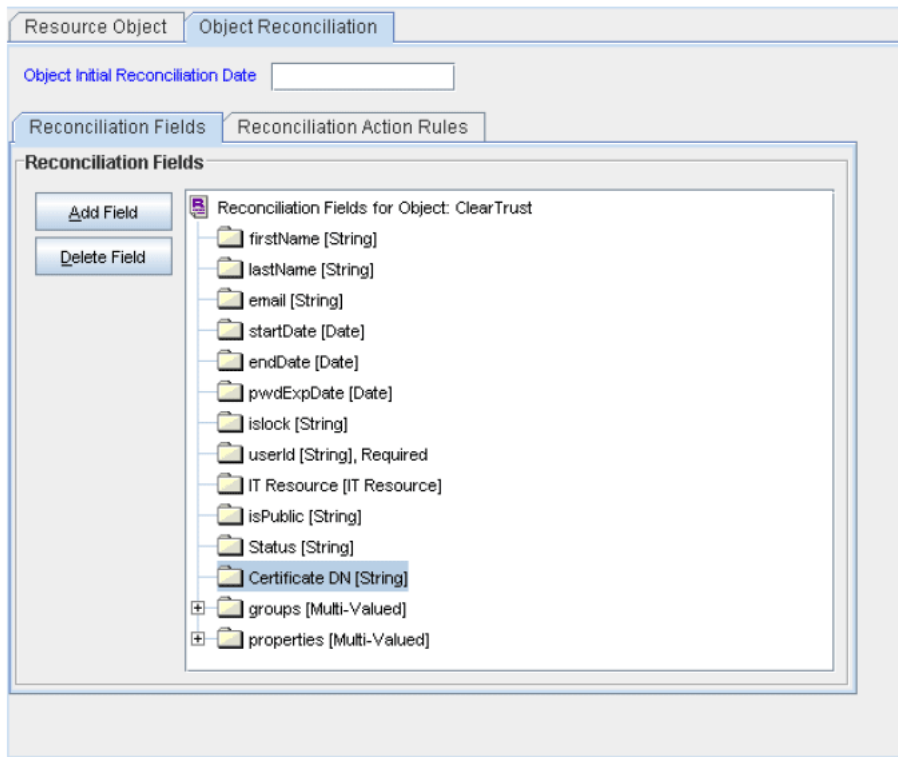 Resource Object Object Reconciliation
Object Initial Reconciliation Date
Reconciliation Fields Reconciliation Action Rules
Reconciliation Fields
Add Field
Delete Field
Reconciliation Fields for Object: ClearTrust
firstName [String]
lastName [String]
email [String]
startDate [Date]
endDate [Date]
pwdExpDate [Date]
islock [String]
userId [String], Required
IT Resource [IT Resource]
isPublic [String]
Status [String]
Certificate DN [String]
groups [Multi-Valued]
properties [Multi-Valued]